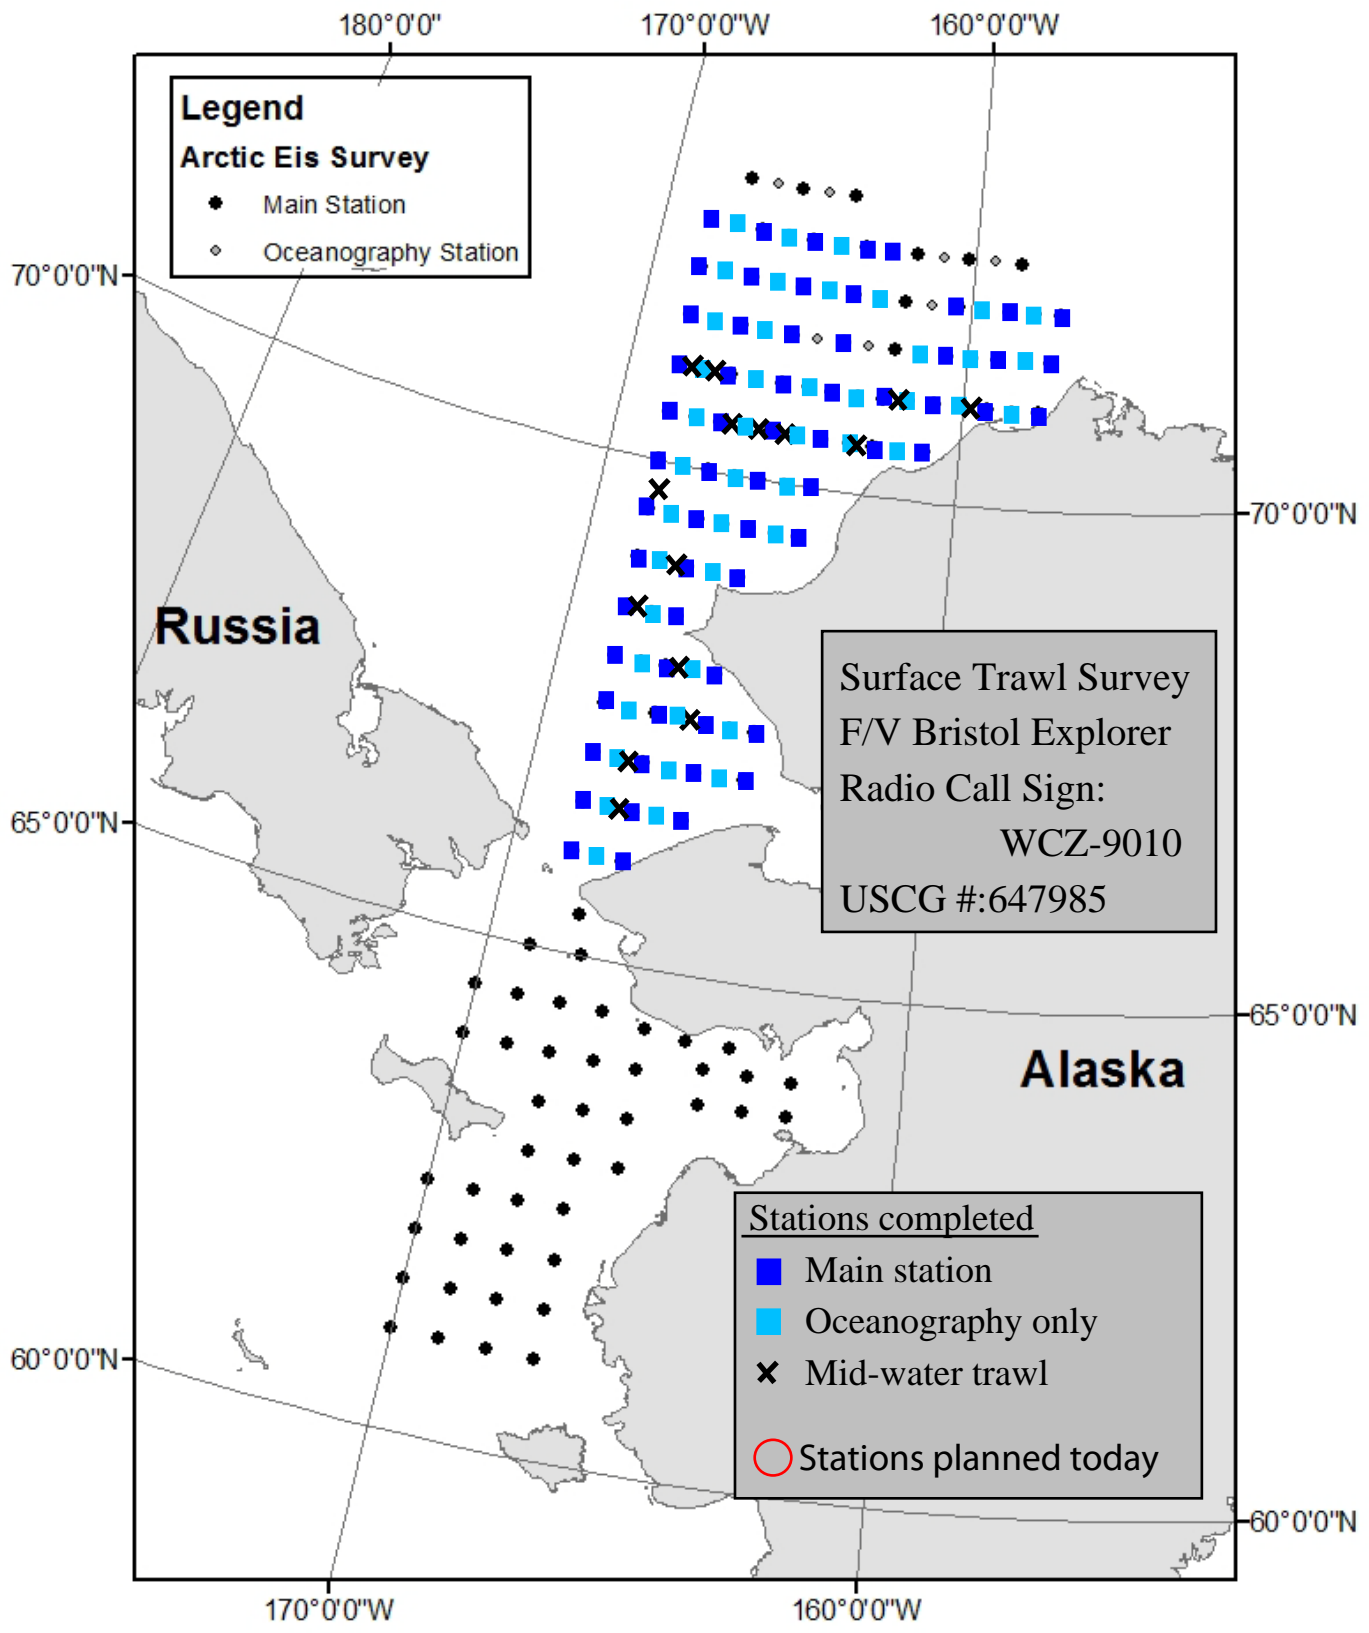 180°0'0"
170°0'0"W
160°0'0"W
Legend
Arctic Eis Survey
Main Station
Oceanography Station
70°0'0"N
70°0'0"N
Russia
Surface Trawl Survey
F/V Bristol Explorer
Radio Call Sign:
WCZ-9010
USCG #:647985
65°0'0"N
65°0'0"N
Alaska
Stations completed
Main station
Oceanography only
Mid-water trawl
Stations planned today
60°0'0"N
60°0'0"N
170°0'0"W
160°0'0"W